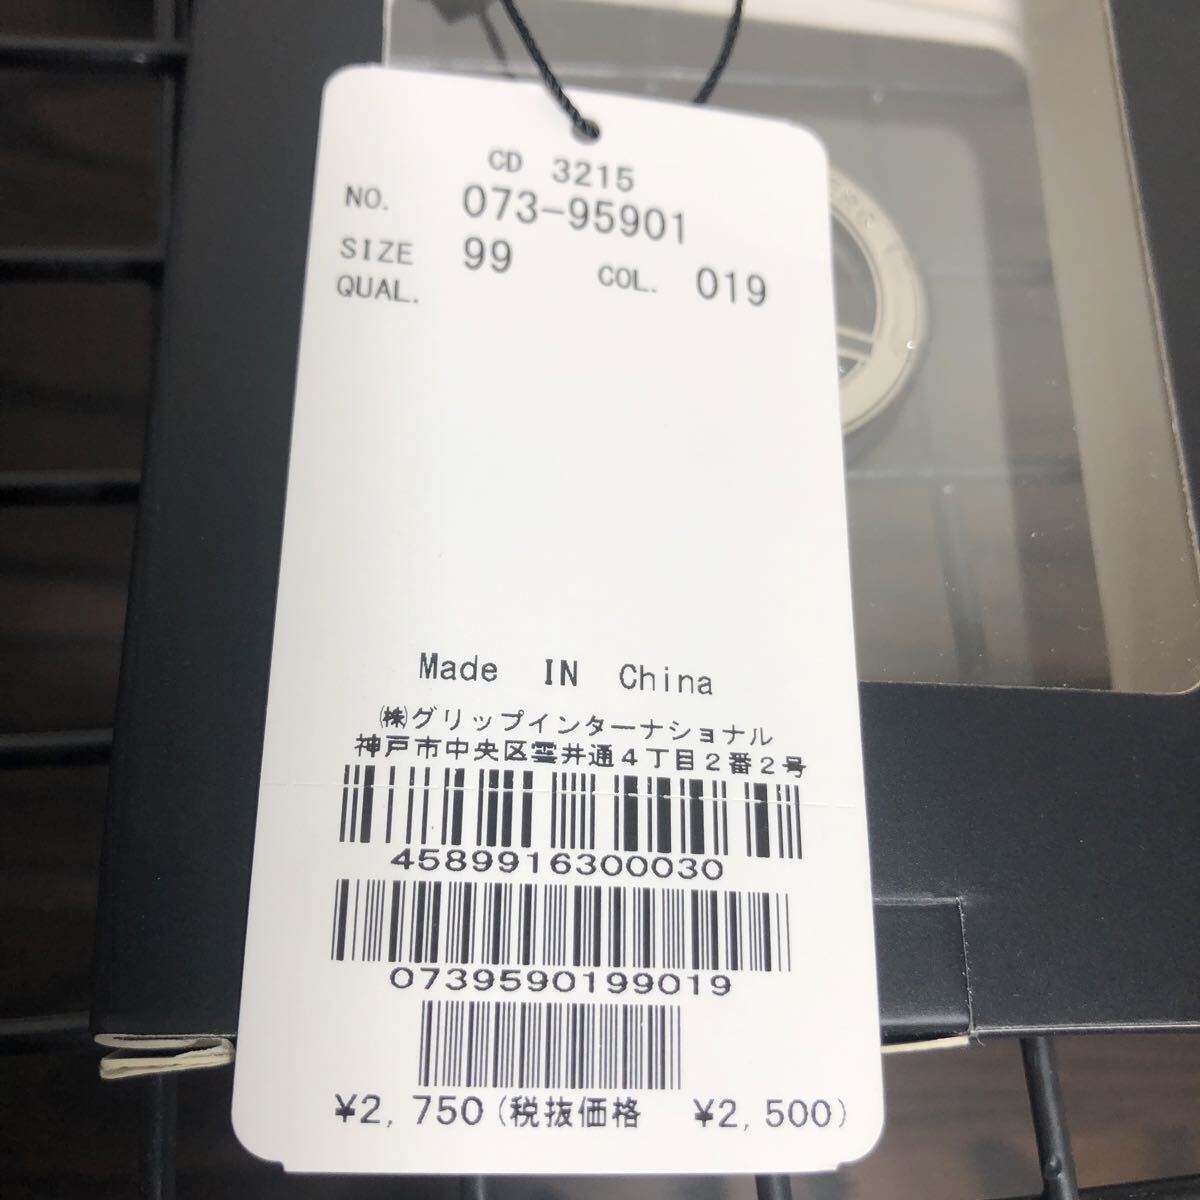 CD 3215
NO. 073-95901
SIZE 99 COL. 019
QUAL.
Made IN China
㈱グリップインターナショナル
神戸市中央区雲井通4丁目2番2号
4589916300030
0739590199019
¥2,750(税抜価格 ¥2,500)